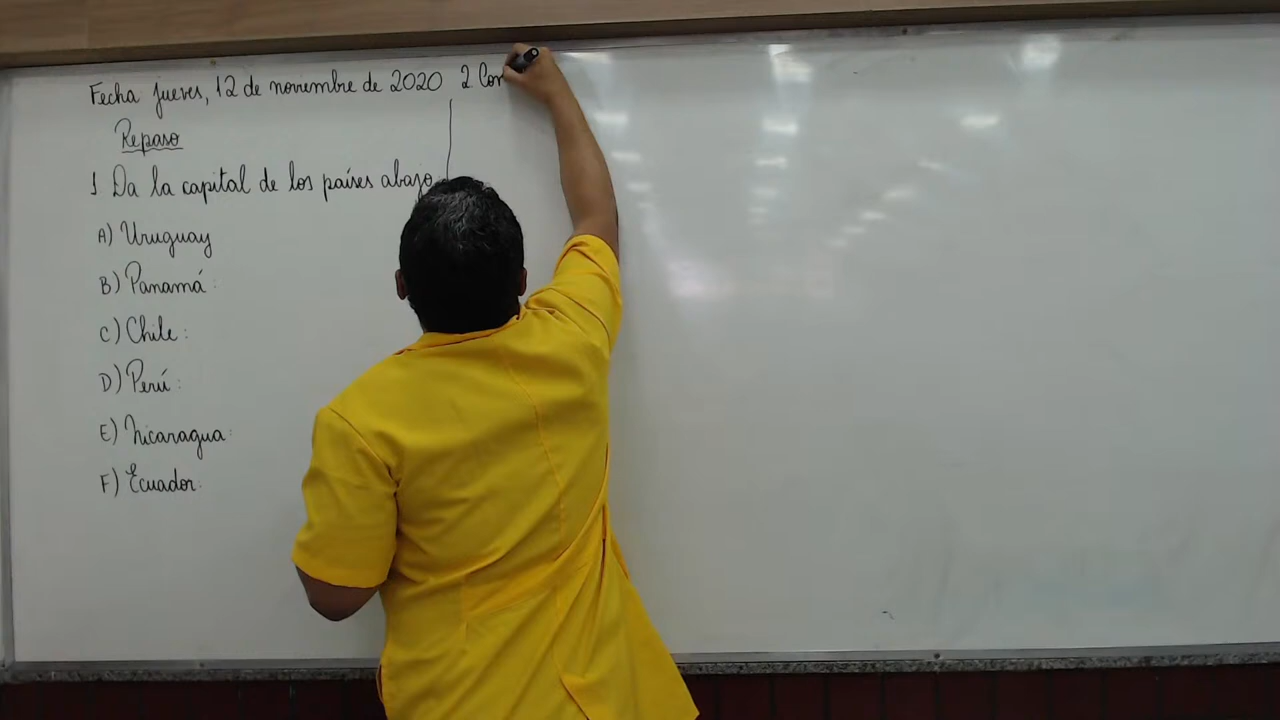 Fecha jueves, 12 de noviembre de 2020
Repaso
1 Da la capital de los países abajo
A) Uruguay
B) Panamá:
C) Chile:
D) Perú:
E) Nicaragua:
F) Ecuador:
2 Con